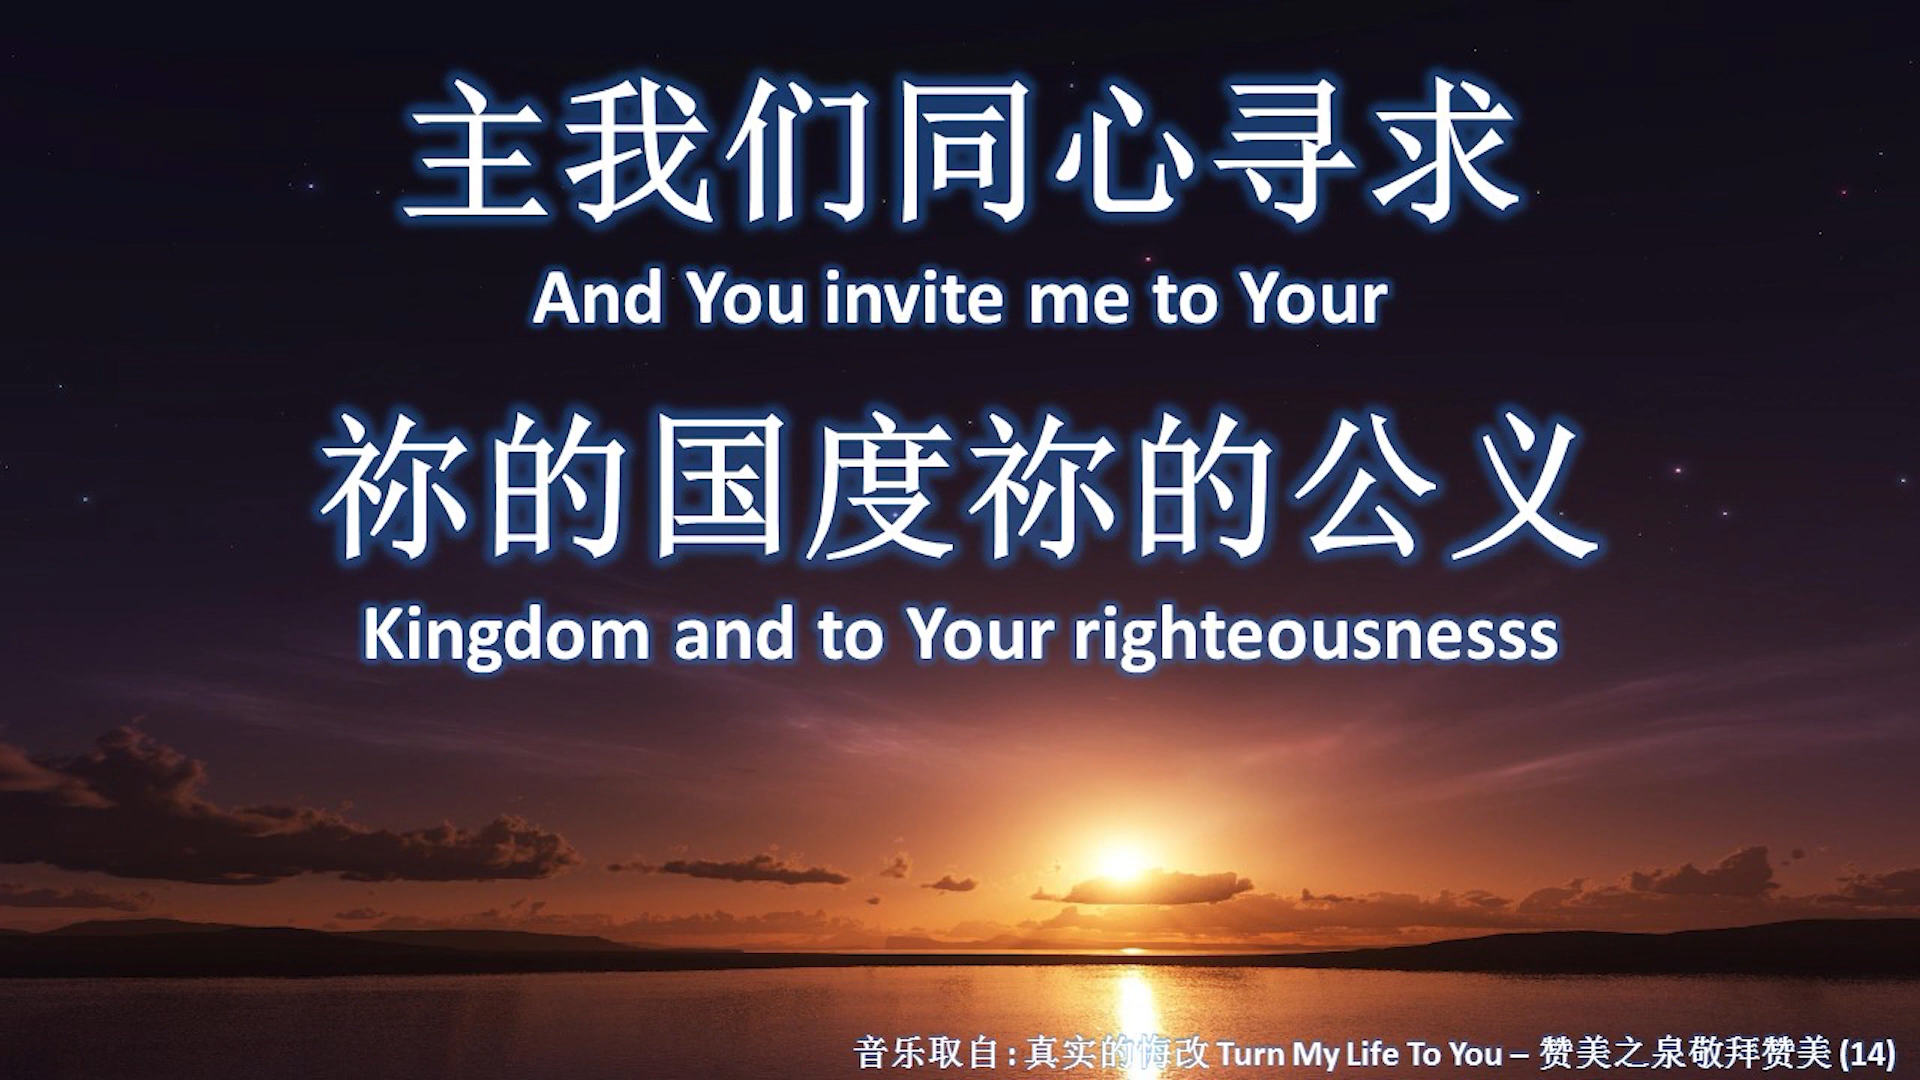 主我们同心寻求
And You invite me to Your
祢的国度祢的公义
Kingdom and to Your righteousnesss
音乐取自 : 真实的悔改 Turn My Life To You – 赞美之泉敬拜赞美 (14)